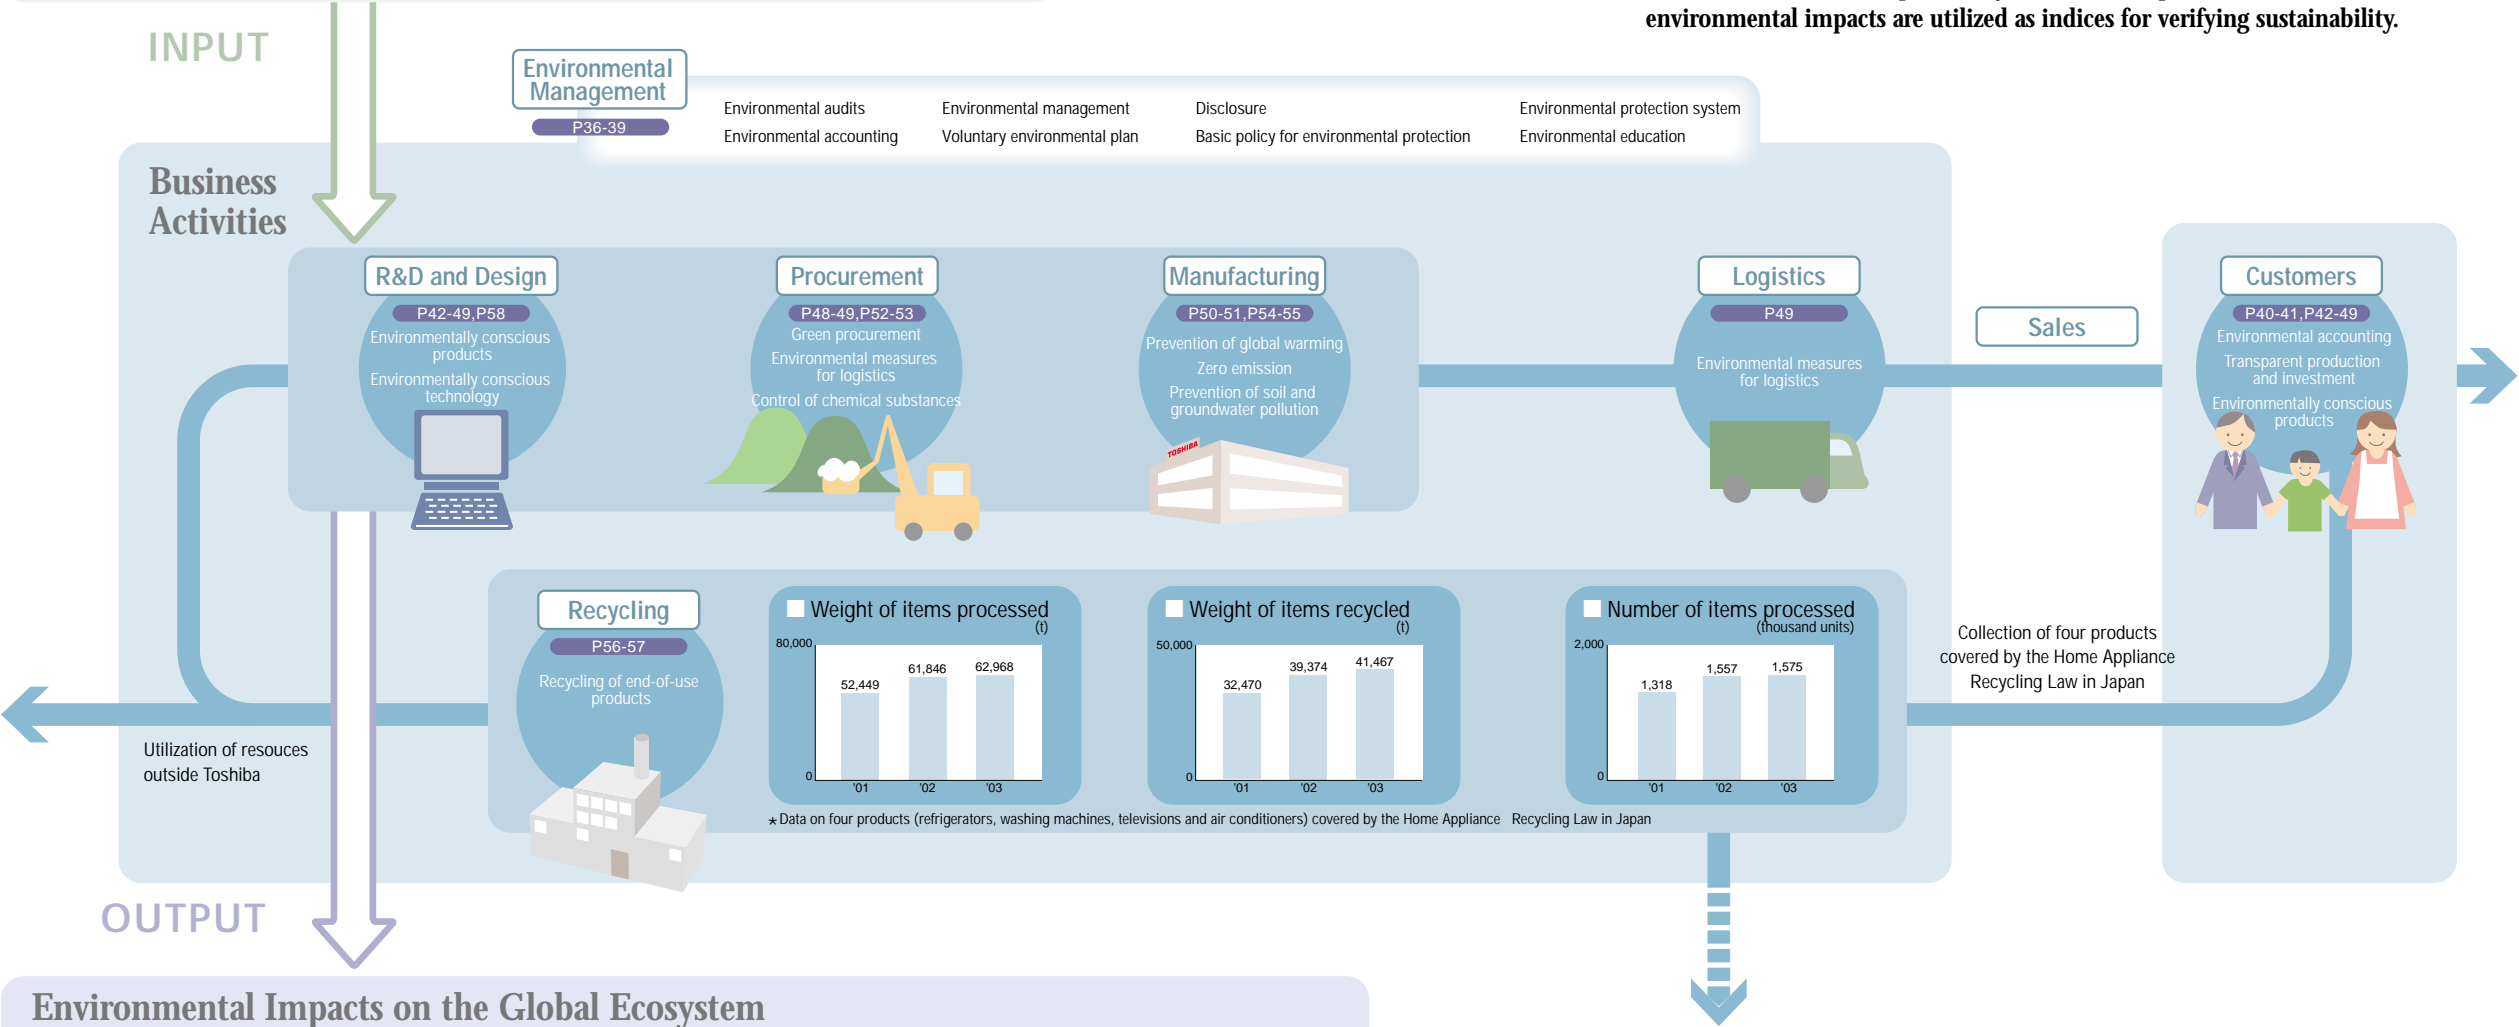 environmental impacts are utilized as indices for verifying sustainability.
INPUT
Environmental
Management
P36-39
Environmental audits
Environmental management
Disclosure
Environmental protection system
Environmental accounting
Voluntary environmental plan
Basic policy for environmental protection
Environmental education
Business
Activities
R&D and Design
P42-49,P58
Environmentally conscious
products
Environmentally conscious
technology
Procurement
P48-49,P52-53
Green procurement
Environmental measures
for logistics
Control of chemical substances
Manufacturing
P50-51,P54-55
Prevention of global warming
Zero emission
Prevention of soil and
groundwater pollution
TOSHIBA
Logistics
P49
Environmental measures
for logistics
Sales
Customers
P40-41,P42-49
Environmental accounting
Transparent production
and investment
Environmentally conscious
products
Recycling
P56-57
Recycling of end-of-use
products
Weight of items processed
(t)
80,000
52,449
61,846
62,968
0
'01
'02
'03
Weight of items recycled
(t)
50,000
32,470
39,374
41,467
0
'01
'02
'03
Number of items processed
(thousand units)
2,000
1,318
1,557
1,575
0
'01
'02
'03
*Data on four products (refrigerators, washing machines, televisions and air conditioners) covered by the Home Appliance Recycling Law in Japan
Collection of four products
covered by the Home Appliance
Recycling Law in Japan
Utilization of resouces
outside Toshiba
OUTPUT
Environmental Impacts on the Global Ecosystem